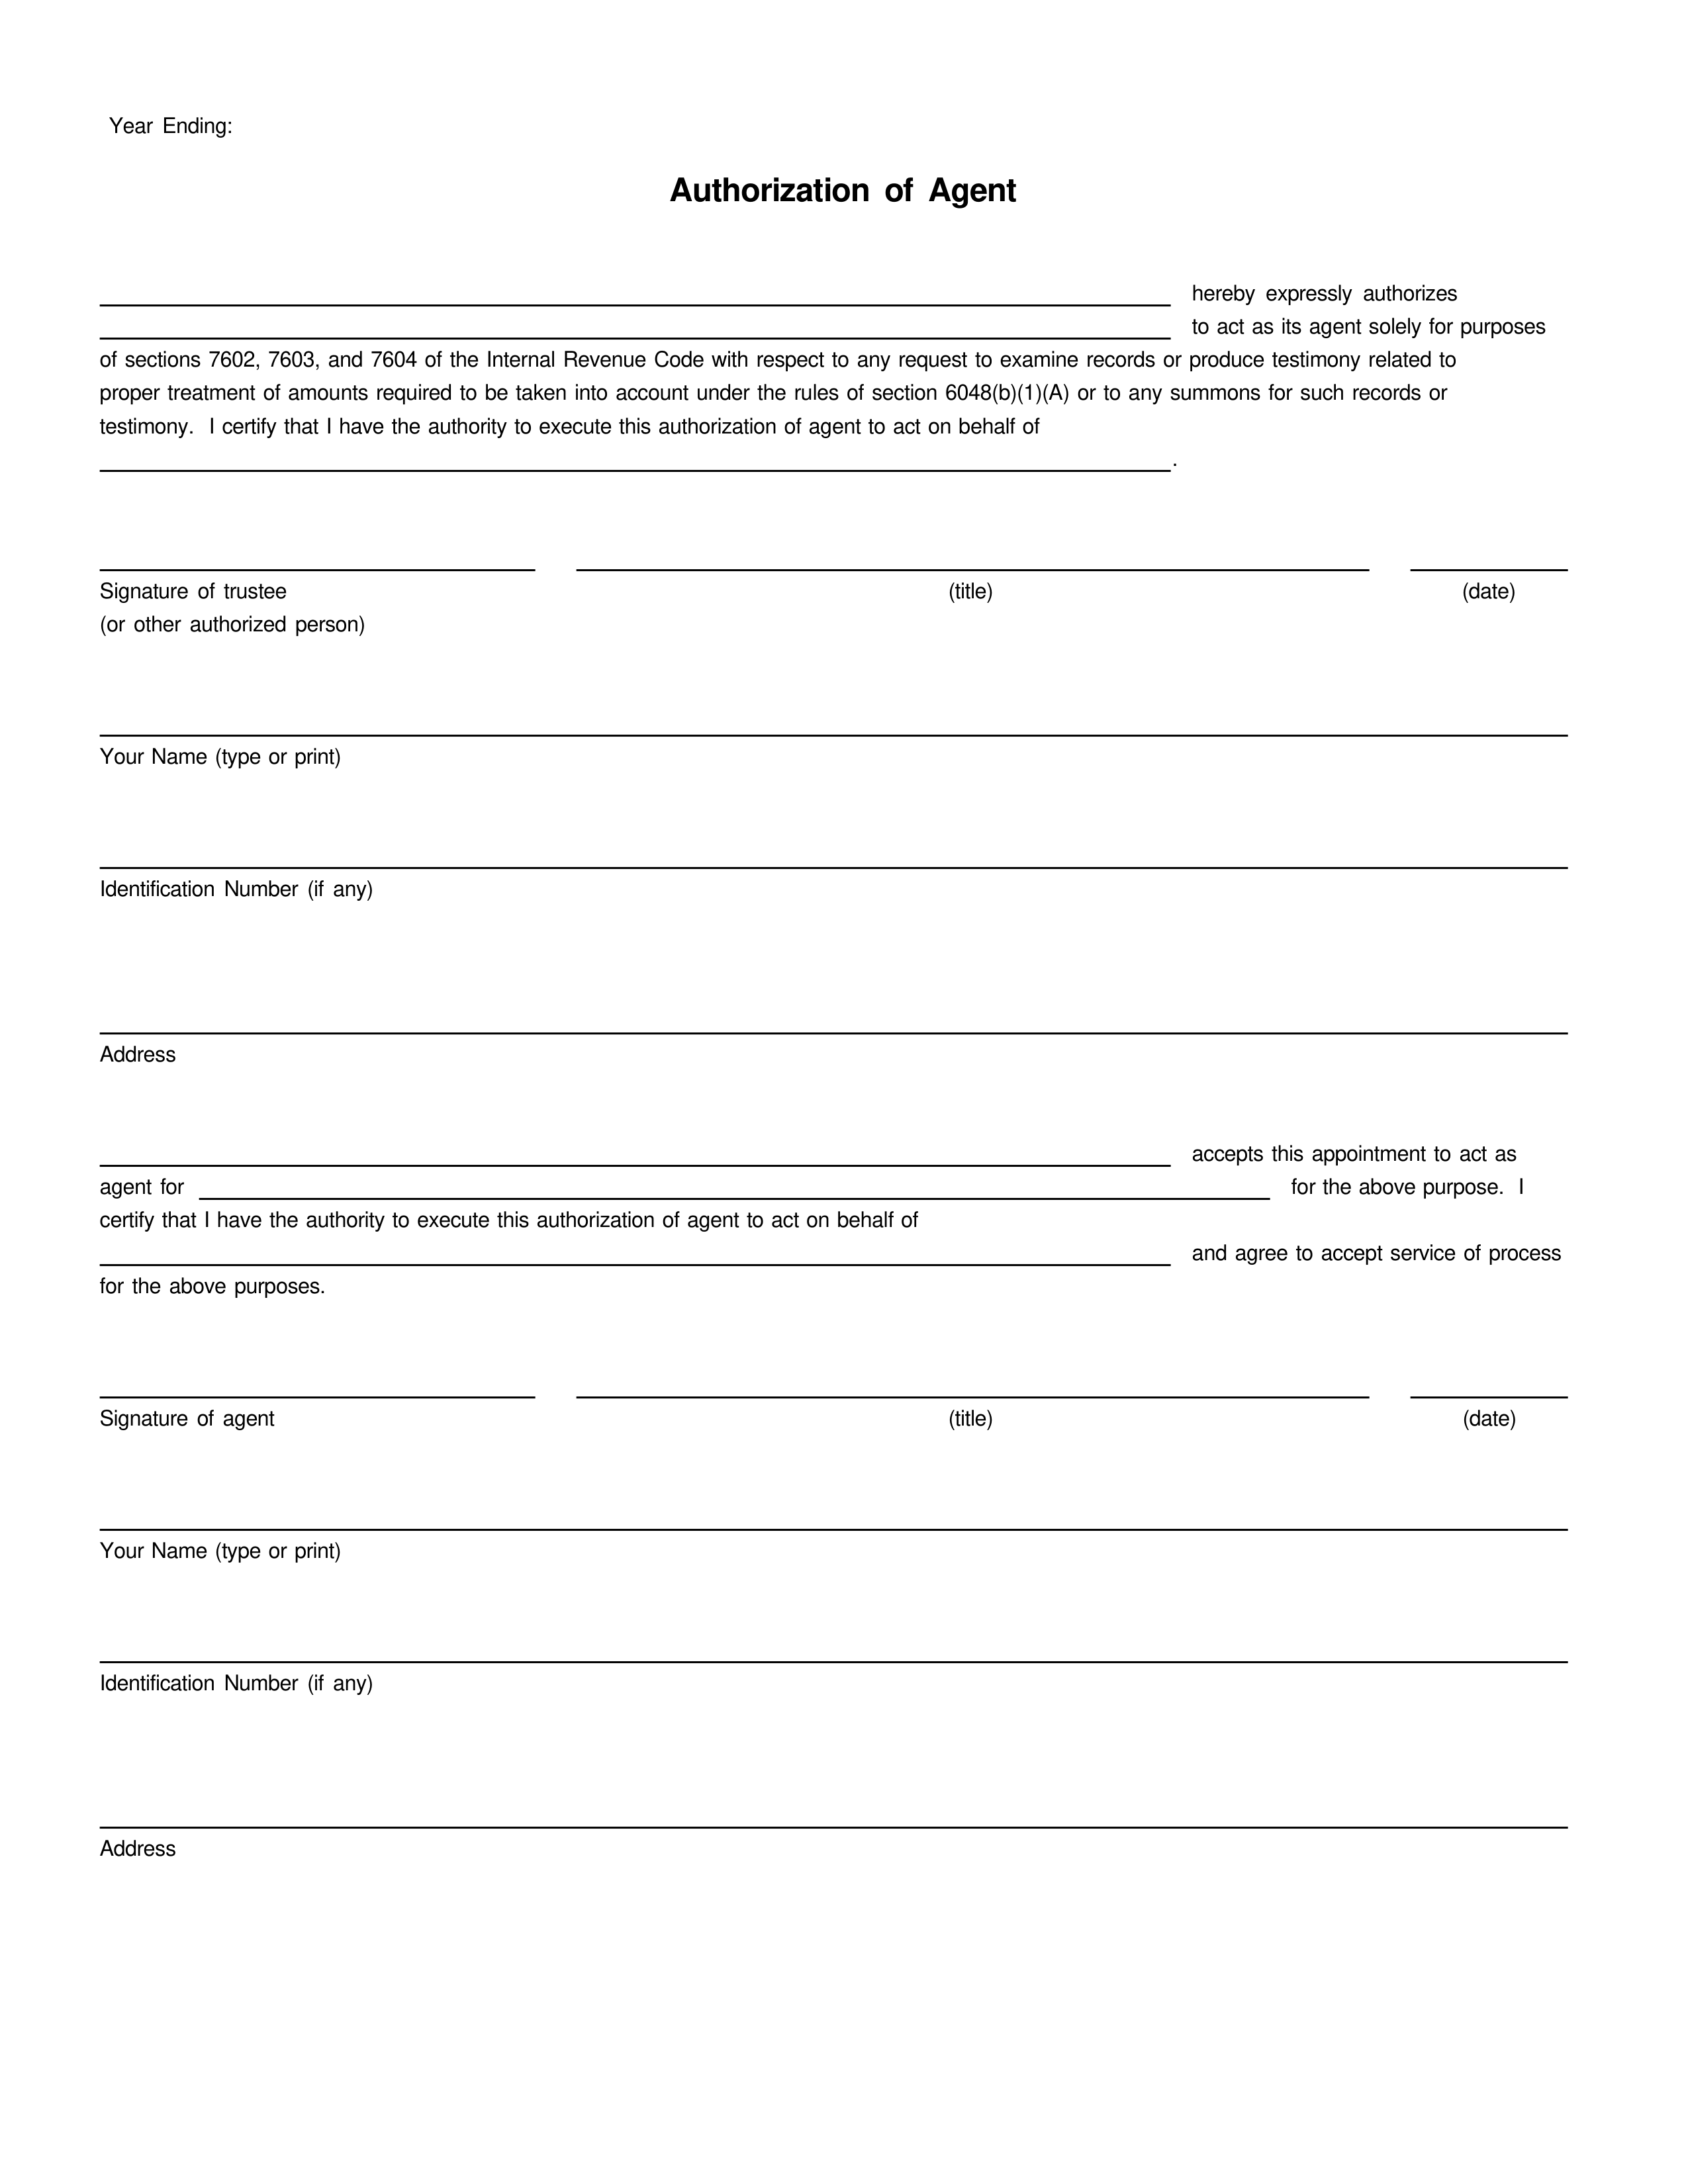 Year Ending:
Authorization of Agent
hereby expressly authorizes
to act as its agent solely for purposes
of sections 7602, 7603, and 7604 of the Internal Revenue Code with respect to any request to examine records or produce testimony related to
proper treatment of amounts required to be taken into account under the rules of section 6048(b)(1)(A) or to any summons for such records or
testimony. I certify that I have the authority to execute this authorization of agent to act on behalf of
.
Signature of trustee (title) (date)
(or other authorized person)
Your Name (type or print)
Identification Number (if any)
Address
accepts this appointment to act as
agent for for the above purpose. I
certify that I have the authority to execute this authorization of agent to act on behalf of
and agree to accept service of process
for the above purposes.
Signature of agent (title) (date)
Your Name (type or print)
Identification Number (if any)
Address